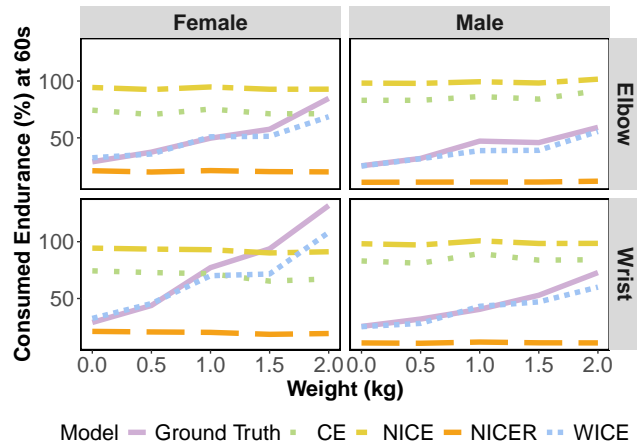 Female
Male
Consumed Endurance (%) at 60s
100
50
Elbow
100
50
Wrist
0.0 0.5 1.0 1.5 2.0
0.0 0.5 1.0 1.5 2.0
Weight (kg)
Model Ground Truth CE NICE NICER WICE